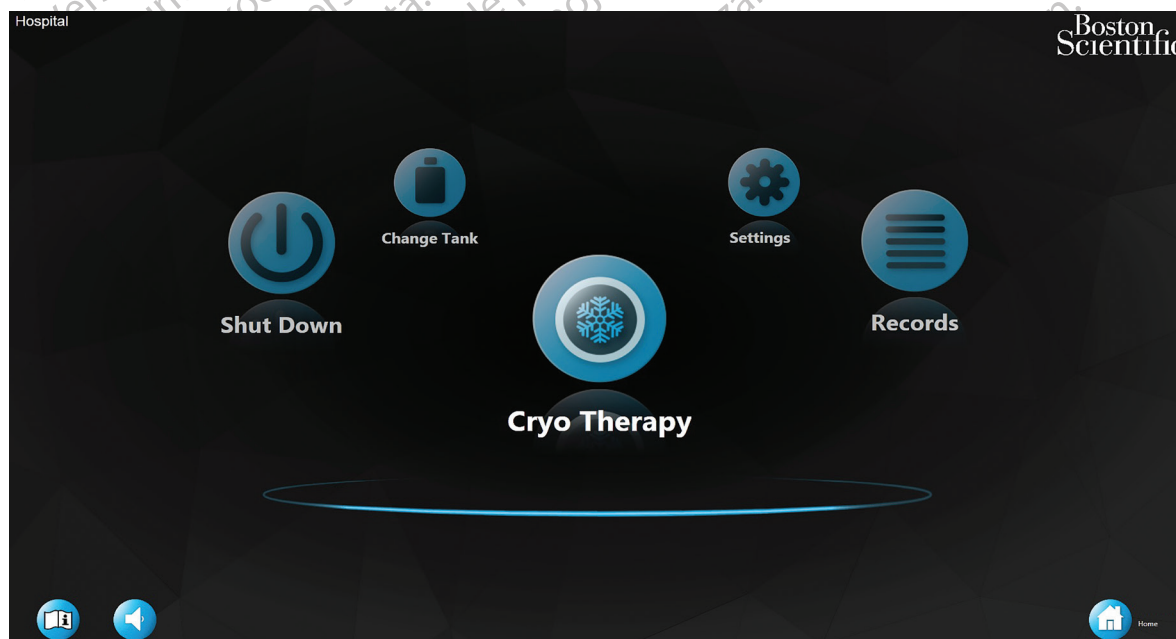 Hospital
Boston
Scientific
Change Tank
Settings
Shut Down
Records
Cryo Therapy
Home